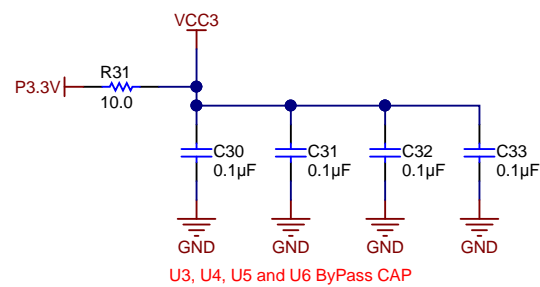 VCC3
P3.3V
R31
10.0
C30
0.1µF
C31
0.1µF
C32
0.1µF
C33
0.1µF
GND
GND
GND
GND
U3, U4, U5 and U6 ByPass CAP